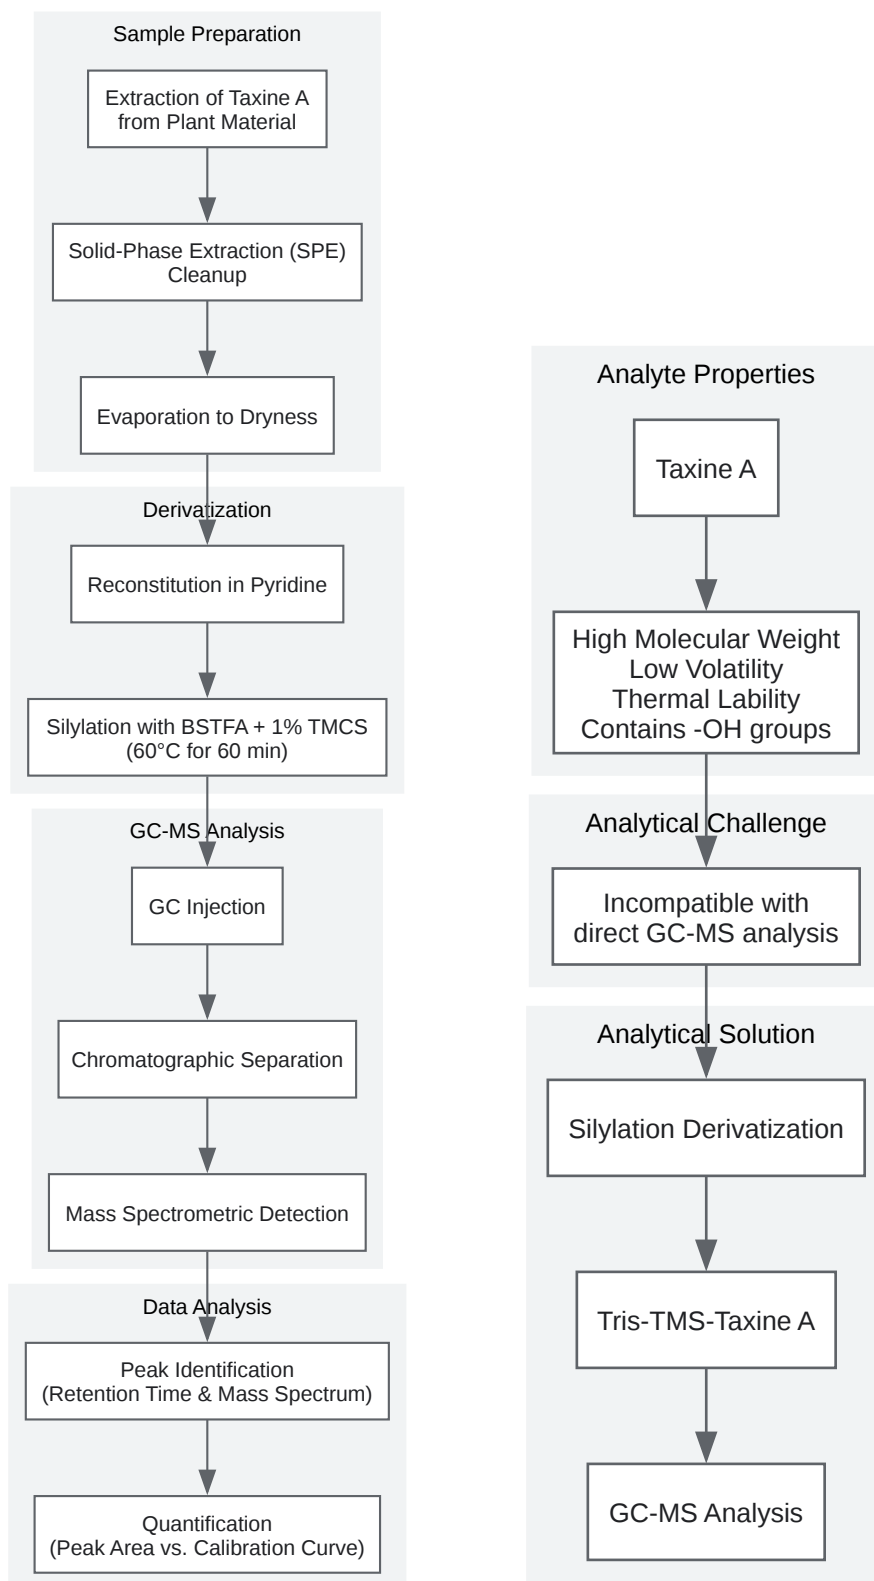 Sample Preparation
Extraction of Taxine A
from Plant Material
Solid-Phase Extraction (SPE)
Cleanup
Evaporation to Dryness
Derivatization
Reconstitution in Pyridine
Silylation with BSTFA + 1% TMCS
(60°C for 60 min)
GC-MS Analysis
GC Injection
Chromatographic Separation
Mass Spectrometric Detection
Data Analysis
Peak Identification
(Retention Time & Mass Spectrum)
Quantification
(Peak Area vs. Calibration Curve)
Analyte Properties
Taxine A
High Molecular Weight
Low Volatility
Thermal Lability
Contains -OH groups
Analytical Challenge
Incompatible with
direct GC-MS analysis
Analytical Solution
Silylation Derivatization
Tris-TMS-Taxine A
GC-MS Analysis